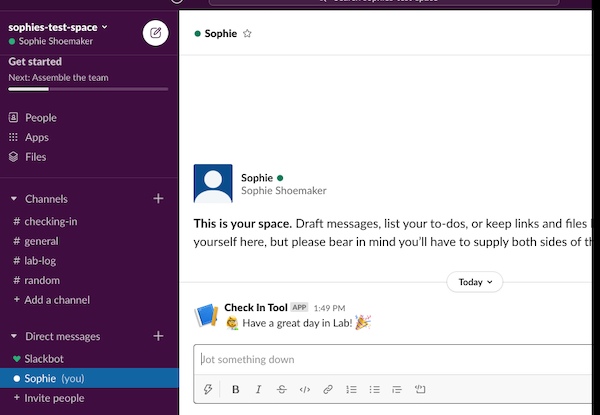 sophies-test-space
Sophie Shoemaker
Get started
Next: Assemble the team
People
Apps
Files
Channels
# checking-in
# general
# lab-log
# random
+ Add a channel
Direct messages
Slackbot
Sophie (you)
+ Invite people
Sophie
Sophie
Sophie Shoemaker
This is your space. Draft messages, list your to-dos, or keep links and files
yourself here, but please bear in mind you'll have to supply both sides of
Today
Check In Tool APP 1:49 PM
Have a great day in Lab!
Jot something down
B I S